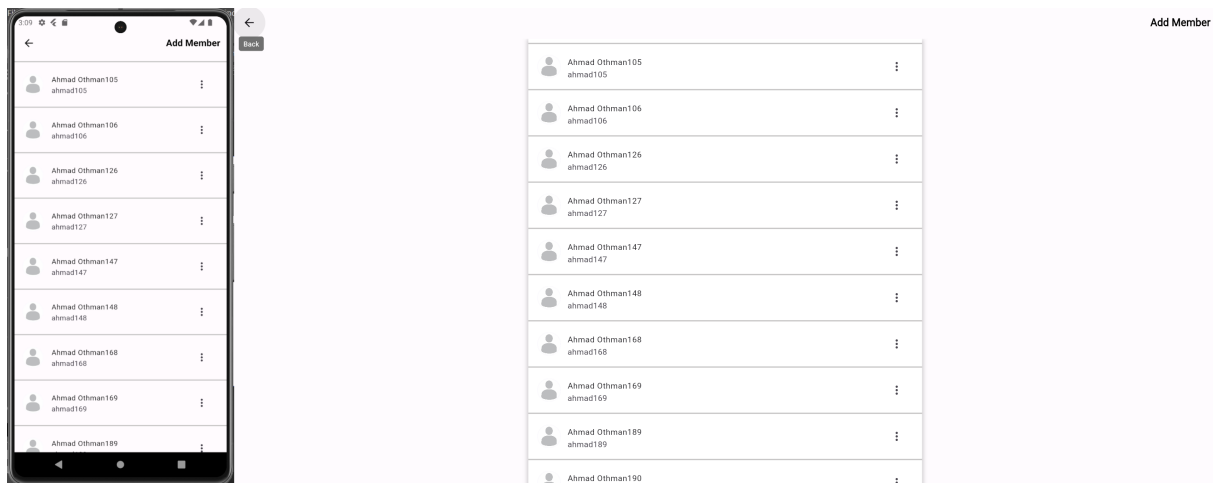 3:09
Add Member
Ahmad Othman105
ahmad105
Ahmad Othman106
ahmad106
Ahmad Othman126
ahmad126
Ahmad Othman127
ahmad127
Ahmad Othman147
ahmad147
Ahmad Othman148
ahmad148
Ahmad Othman168
ahmad168
Ahmad Othman169
ahmad169
Ahmad Othman189
Back
Add Member
Ahmad Othman105
ahmad105
Ahmad Othman106
ahmad106
Ahmad Othman126
ahmad126
Ahmad Othman127
ahmad127
Ahmad Othman147
ahmad147
Ahmad Othman148
ahmad148
Ahmad Othman168
ahmad168
Ahmad Othman169
ahmad169
Ahmad Othman189
ahmad189
Ahmad Othman190